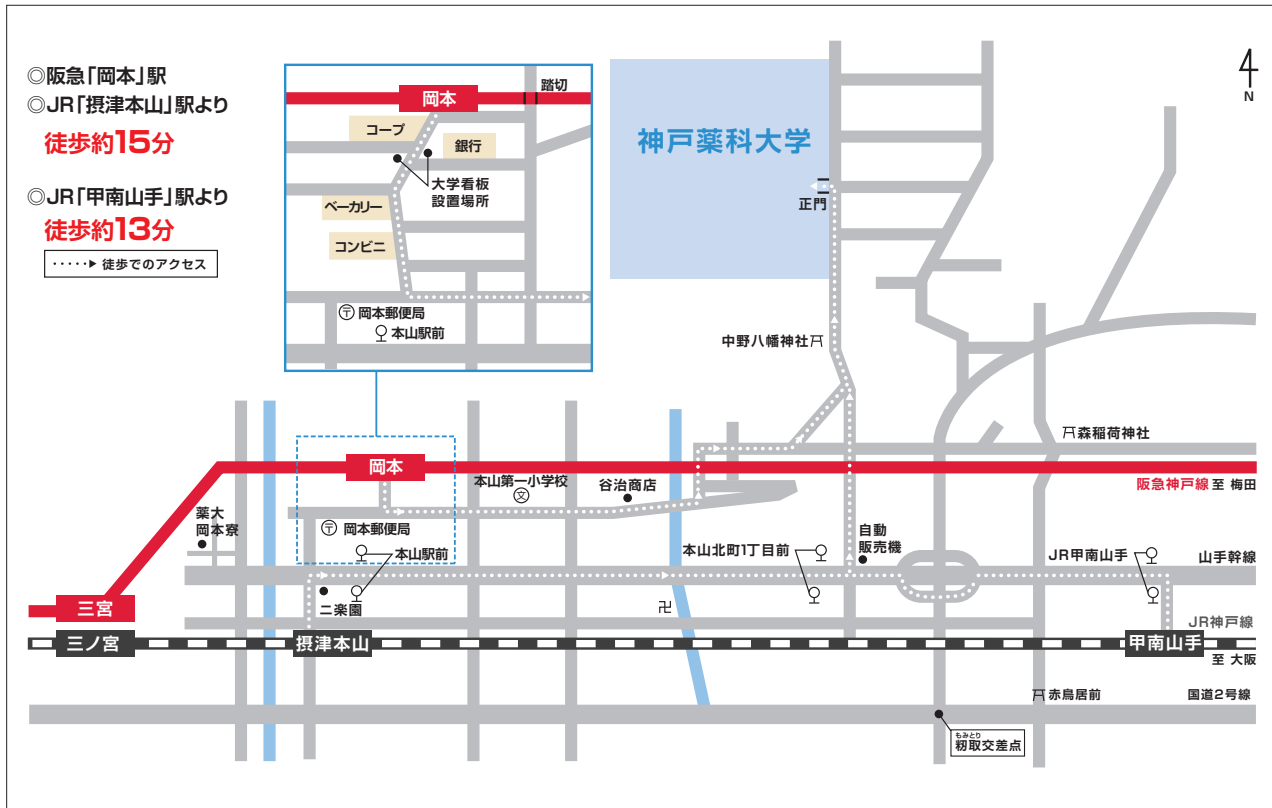 ◎阪急「岡本」駅
◎JR「摂津本山」駅より
徒歩約15分
◎JR「甲南山手」駅より
徒歩約13分
‥‥‥▶ 徒歩でのアクセス
岡本
踏切
コープ
銀行
大学看板
設置場所
ベーカリー
コンビニ
〒 岡本郵便局
本山駅前
神戸薬科大学
正門
N
中野八幡神社
森稲荷神社
岡本
本山第一小学校
文
谷治商店
阪急神戸線 至 梅田
薬大
岡本寮
〒 岡本郵便局
本山駅前
本山北町1丁目前
自動
販売機
JR甲南山手
山手幹線
二楽園
卍
三宮
JR神戸線
三ノ宮
摂津本山
甲南山手
至 大阪
赤鳥居前
国道2号線
もみとり
籾取交差点